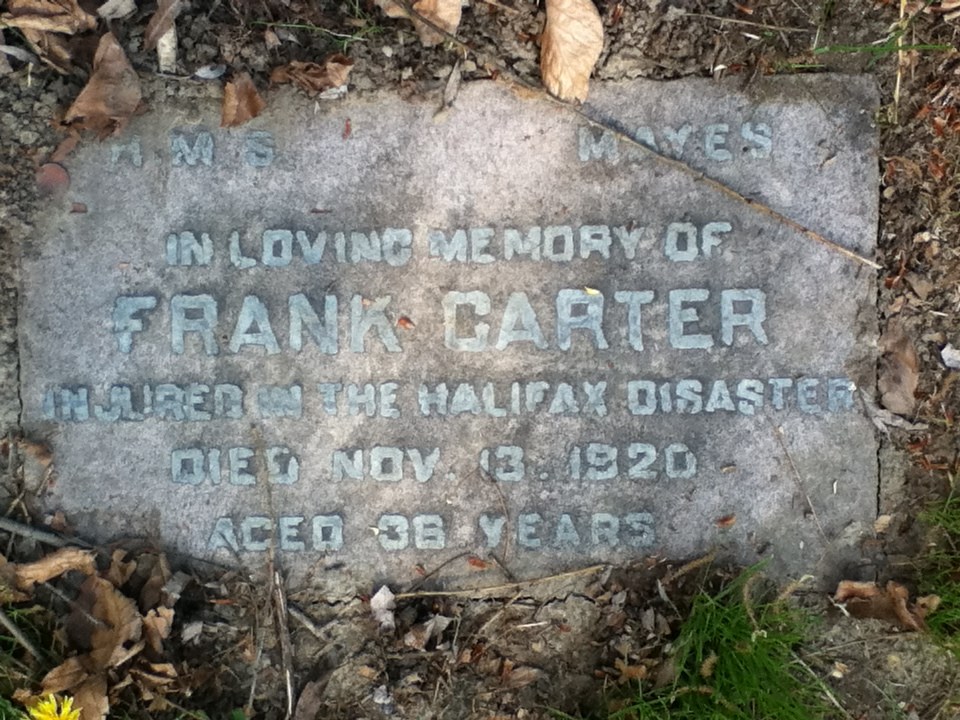 H M S MAYES
IN LOVING MEMORY OF
FRANK CARTER
INJURED IN THE HALIFAX DISASTER
DIED NOV. 13. 1920
AGED 36 YEARS